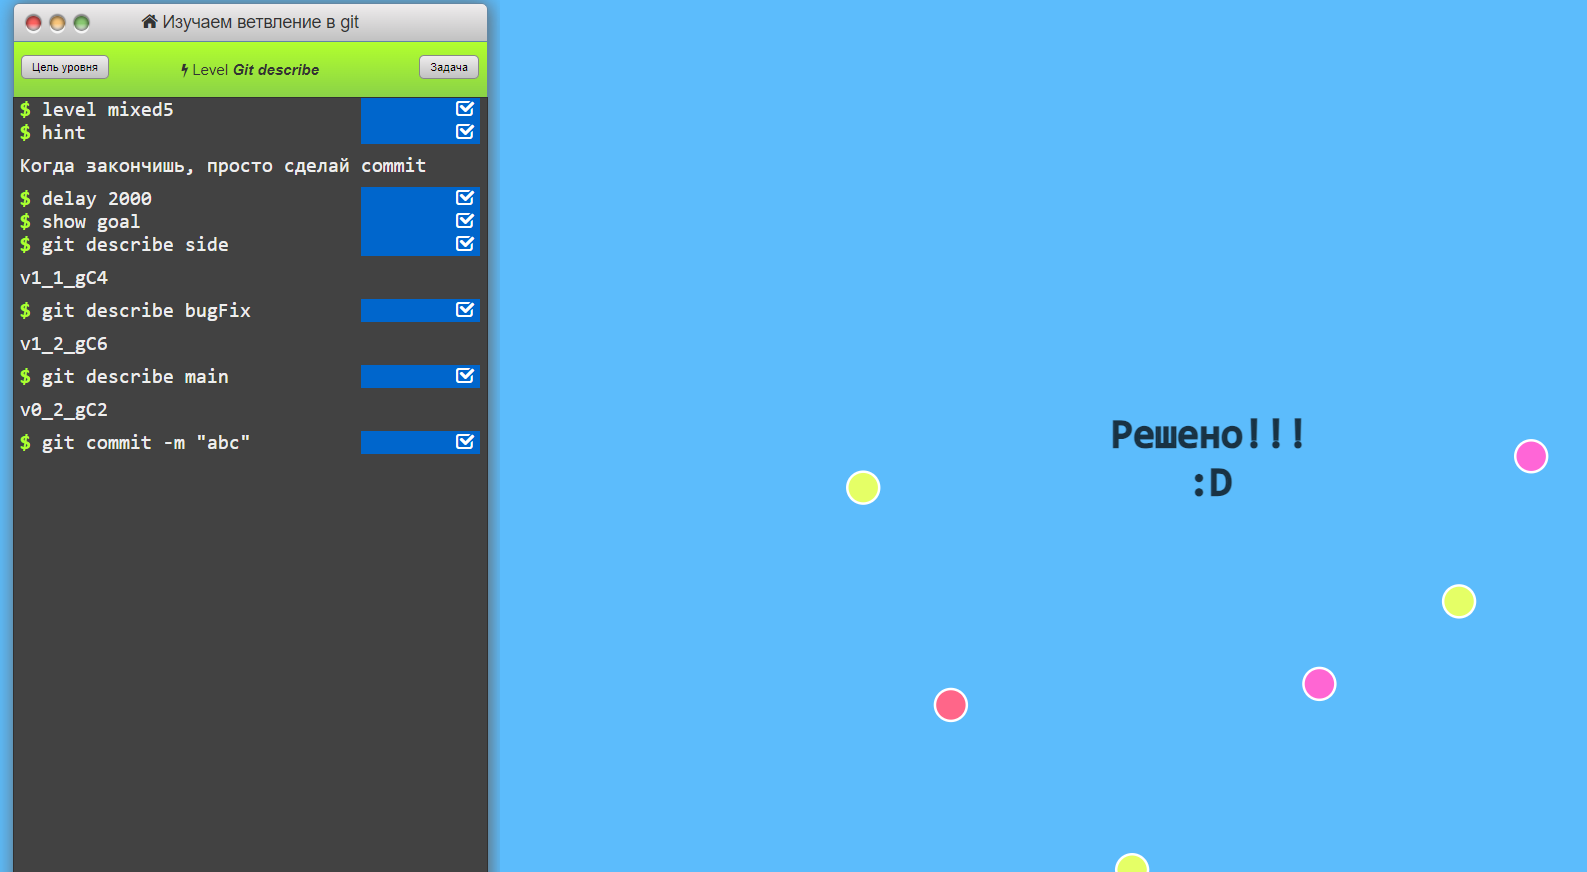 Изучаем ветвление в git
Цель уровня
Level Git describe
Задача
$ level mixed5
$ hint
Когда закончишь, просто сделай commit
$ delay 2000
$ show goal
$ git describe side
v1_1_gC4
$ git describe bugFix
v1_2_gC6
$ git describe main
v0_2_gC2
$ git commit -m "abc"
Решено!!!
:D